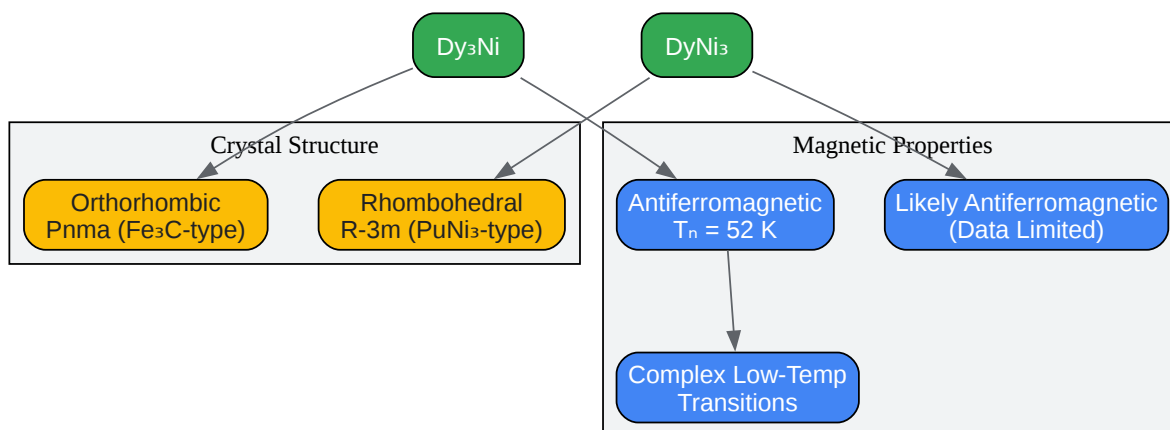 Dy₃Ni
DyNi₃
Crystal Structure
Magnetic Properties
Orthorhombic
Pnma (Fe₃C-type)
Rhombohedral
R-3m (PuNi₃-type)
Antiferromagnetic
Tₙ = 52 K
Likely Antiferromagnetic
(Data Limited)
Complex Low-Temp
Transitions